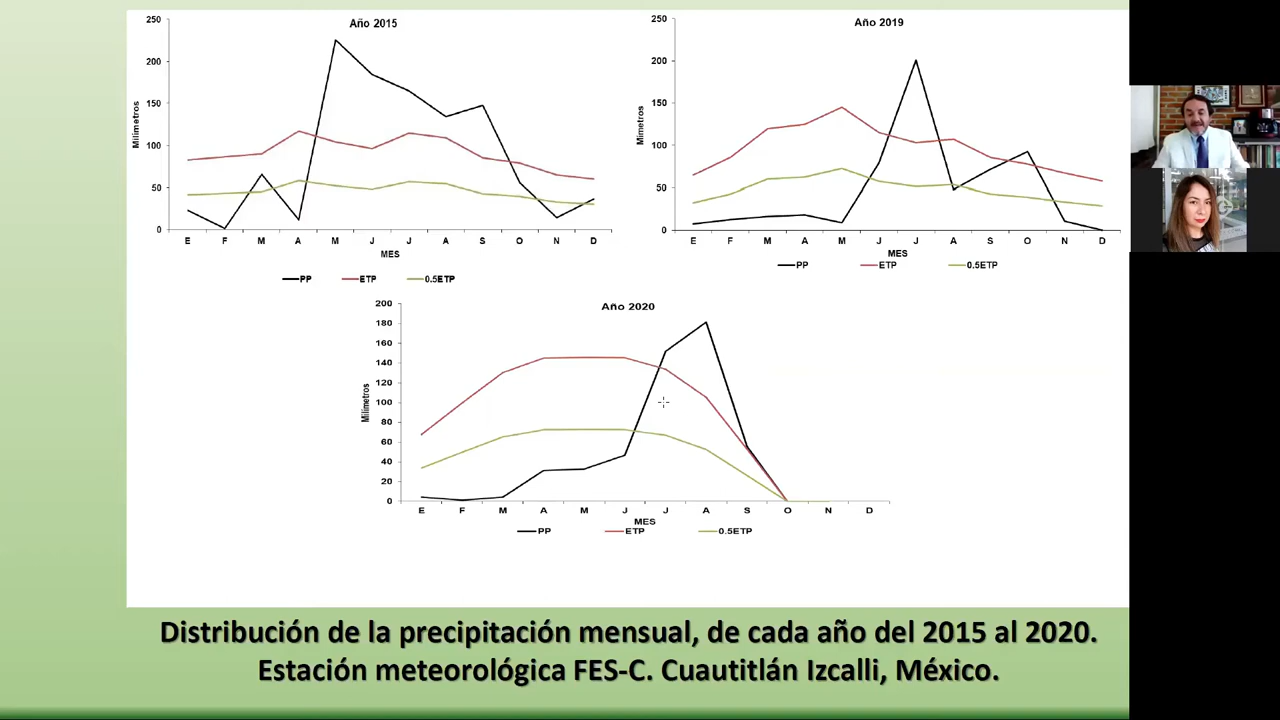 Año 2015
250
200
150
100
50
0
Milímetros
E F M A M J J A S O N D
MES
PP ETP 0.5ETP
Año 2019
250
200
150
100
50
0
Mímetros
E F M A M J J A S O N D
MES
PP ETP 0.5ETP
Año 2020
200
180
160
140
120
100
80
60
40
20
0
Milímetros
E F M A M J J A S O N D
MES
PP ETP 0.5ETP
Distribución de la precipitación mensual, de cada año del 2015 al 2020.
Estación meteorológica FES-C. Cuautitlán Izcalli, México.